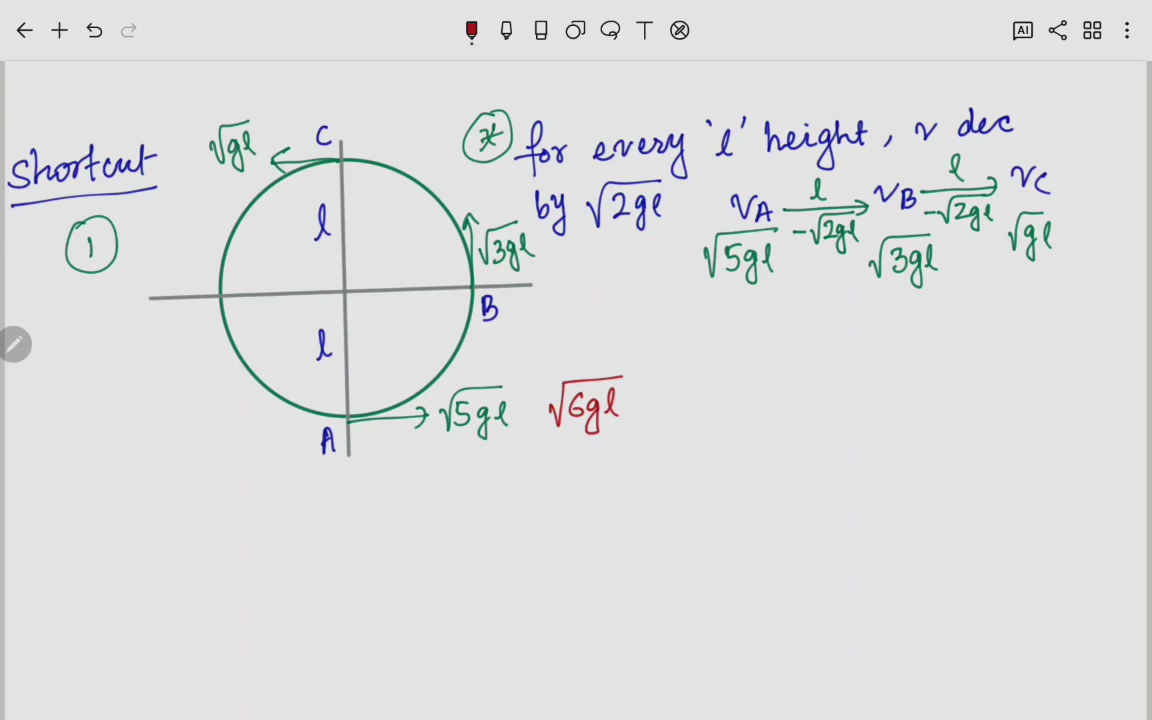 Shortcut
1
C
√gl
l
√3gl
B
l
A
√5gl
√6gl
* for every 'l' height, v dec
by √2gl
vA l -√2gl vB l -√2gl vC
√5gl √3gl √gl
AI
T